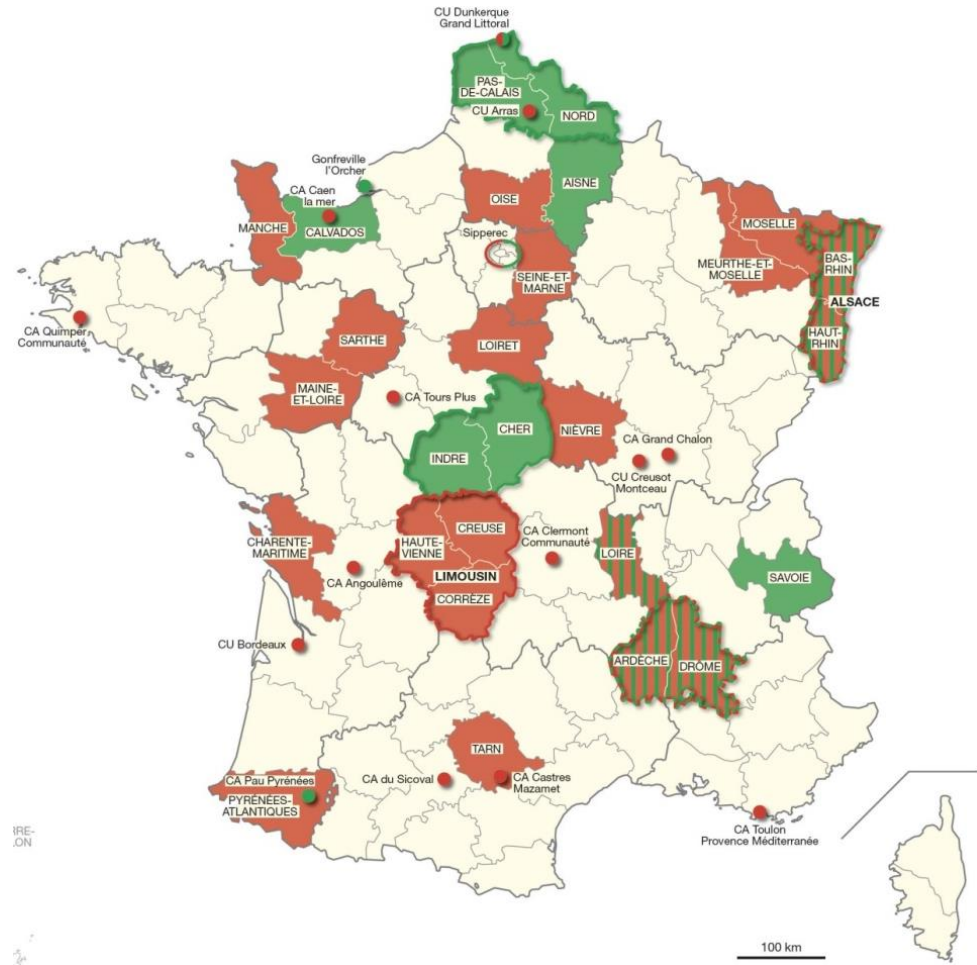 CU Dunkerque
Grand Littoral
PAS-
DE-CALAIS
CU Arras
NORD
Gonfreville
l'Orcher
CA Caen
la mer
MANCHE
CALVADOS
OISE
AISNE
Sipperec
SEINE-ET-
MARNE
MOSELLE
MEURTHE-ET-
MOSELLE
BAS-
RHIN
ALSACE
HAUT-
RHIN
CA Quimper
Communauté
SARTHE
LOIRET
MAINE-
ET-LOIRE
CA Tours Plus
CHER
INDRE
NIÈVRE
CA Grand Chalon
CU Creusot
Montceau
CHARENTE-
MARITIME
CA Angoulême
HAUTE-
VIENNE
CREUSE
LIMOUSIN
CORRÈZE
CA Clermont
Communauté
LOIRE
SAVOIE
CU Bordeaux
ARDÈCHE
DRÔME
TARN
CA Pau Pyrénées
PYRÉNÉES-
ATLANTIQUES
CA du Sicoval
CA Castres
Mazamet
CA Toulon
Provence Méditerranée
RRE-
LON
100 km